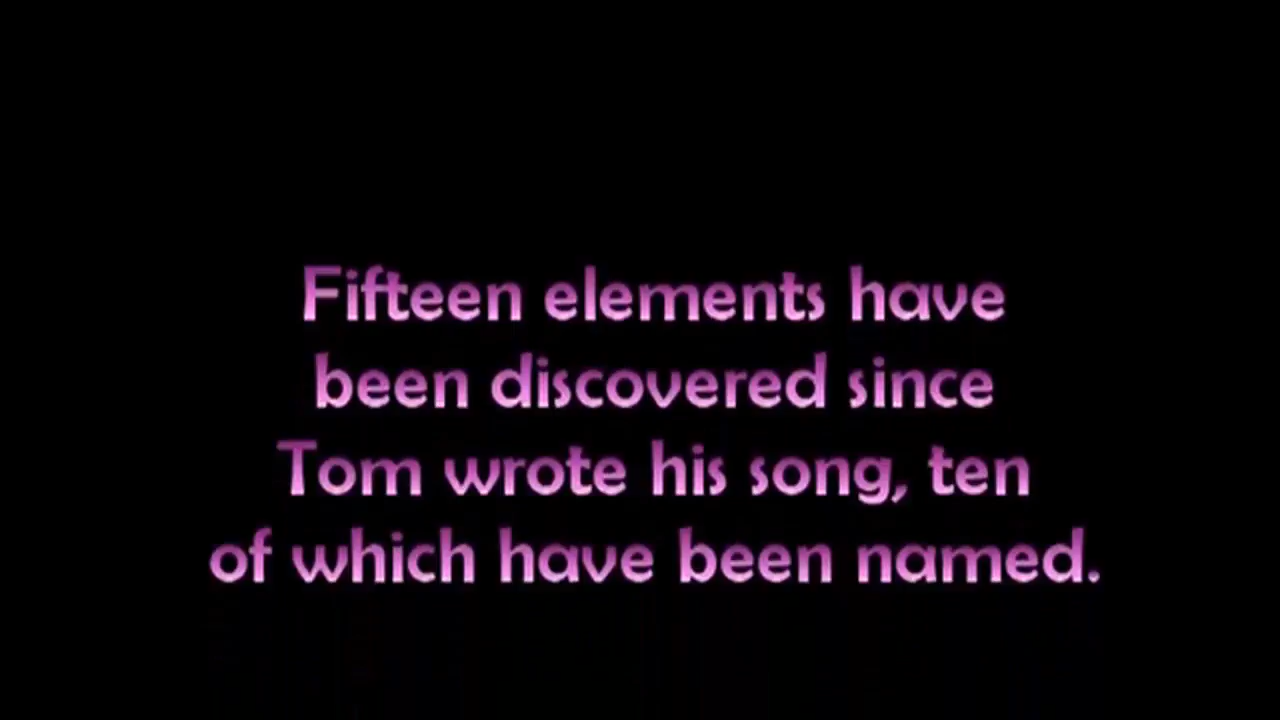 Fifteen elements have
been discovered since
Tom wrote his song, ten
of which have been named.